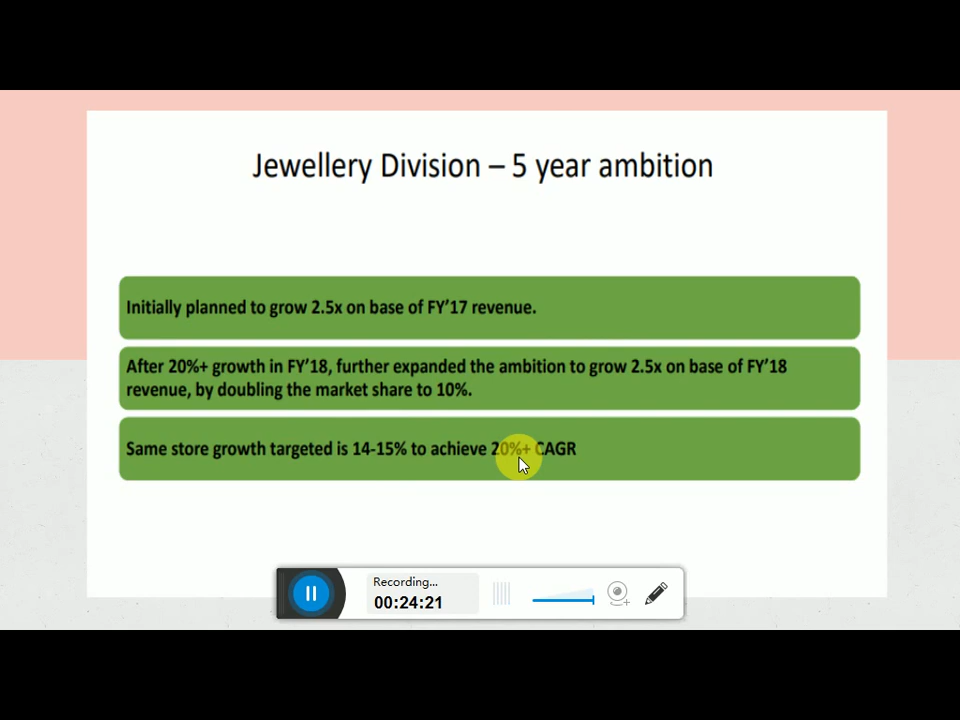 Jewellery Division – 5 year ambition
Initially planned to grow 2.5x on base of FY'17 revenue.
After 20%+ growth in FY'18, further expanded the ambition to grow 2.5x on base of FY'18
revenue, by doubling the market share to 10%.
Same store growth targeted is 14-15% to achieve 20%+ CAGR
Recording...
00:24:21